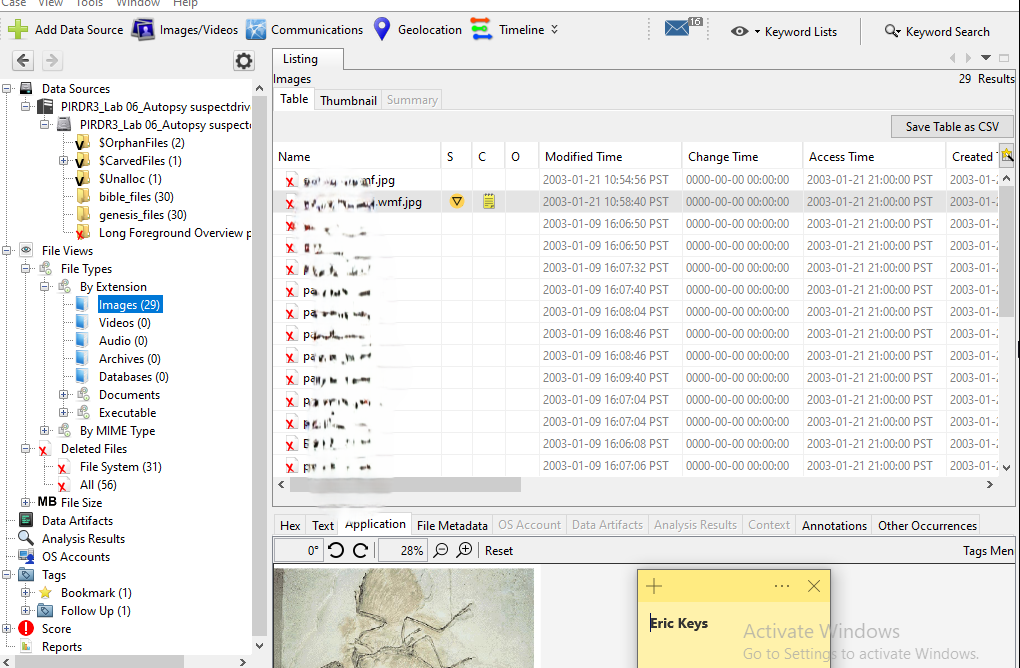 Case View Tools Window Help
Add Data Source Images/Videos Communications Geolocation Timeline 16 Keyword Lists Keyword Search
Listing
Images
29 Results
Table Thumbnail Summary
Save Table as CSV
Data Sources
PIRDR3_Lab 06_Autopsy suspectdriv
PIRDR3_Lab 06_Autopsy suspect
$OrphanFiles (2)
$CarvedFiles (1)
$Unalloc (1)
bible_files (30)
genesis_files (30)
Long Foreground Overview p
File Views
File Types
By Extension
Images (29)
Videos (0)
Audio (0)
Archives (0)
Databases (0)
Documents
Executable
By MIME Type
Deleted Files
File System (31)
All (56)
MB File Size
Data Artifacts
Analysis Results
OS Accounts
Tags
Bookmark (1)
Follow Up (1)
Score
Reports
Name S C O Modified Time Change Time Access Time Created T
mf.jpg 2003-01-21 10:54:56 PST 0000-00-00 00:00:00 2003-01-21 21:00:00 PST 2003-01-2
.wmf.jpg 2003-01-21 10:58:40 PST 0000-00-00 00:00:00 2003-01-21 21:00:00 PST 2003-01-2
2003-01-09 16:06:50 PST 0000-00-00 00:00:00 2003-01-21 21:00:00 PST 2003-01-2
2003-01-09 16:06:50 PST 0000-00-00 00:00:00 2003-01-21 21:00:00 PST 2003-01-2
2003-01-09 16:07:32 PST 0000-00-00 00:00:00 2003-01-21 21:00:00 PST 2003-01-2
2003-01-09 16:07:40 PST 0000-00-00 00:00:00 2003-01-21 21:00:00 PST 2003-01-2
2003-01-09 16:08:04 PST 0000-00-00 00:00:00 2003-01-21 21:00:00 PST 2003-01-2
2003-01-09 16:08:46 PST 0000-00-00 00:00:00 2003-01-21 21:00:00 PST 2003-01-2
2003-01-09 16:08:46 PST 0000-00-00 00:00:00 2003-01-21 21:00:00 PST 2003-01-2
2003-01-09 16:09:40 PST 0000-00-00 00:00:00 2003-01-21 21:00:00 PST 2003-01-2
2003-01-09 16:07:04 PST 0000-00-00 00:00:00 2003-01-21 21:00:00 PST 2003-01-2
2003-01-09 16:07:04 PST 0000-00-00 00:00:00 2003-01-21 21:00:00 PST 2003-01-2
2003-01-09 16:06:08 PST 0000-00-00 00:00:00 2003-01-21 21:00:00 PST 2003-01-2
2003-01-09 16:07:06 PST 0000-00-00 00:00:00 2003-01-21 21:00:00 PST 2003-01-2
Hex Text Application File Metadata OS Account Data Artifacts Analysis Results Context Annotations Other Occurrences
0° 28% Reset Tags Men
Eric Keys
Activate Windows
Go to Settings to activate Windows.